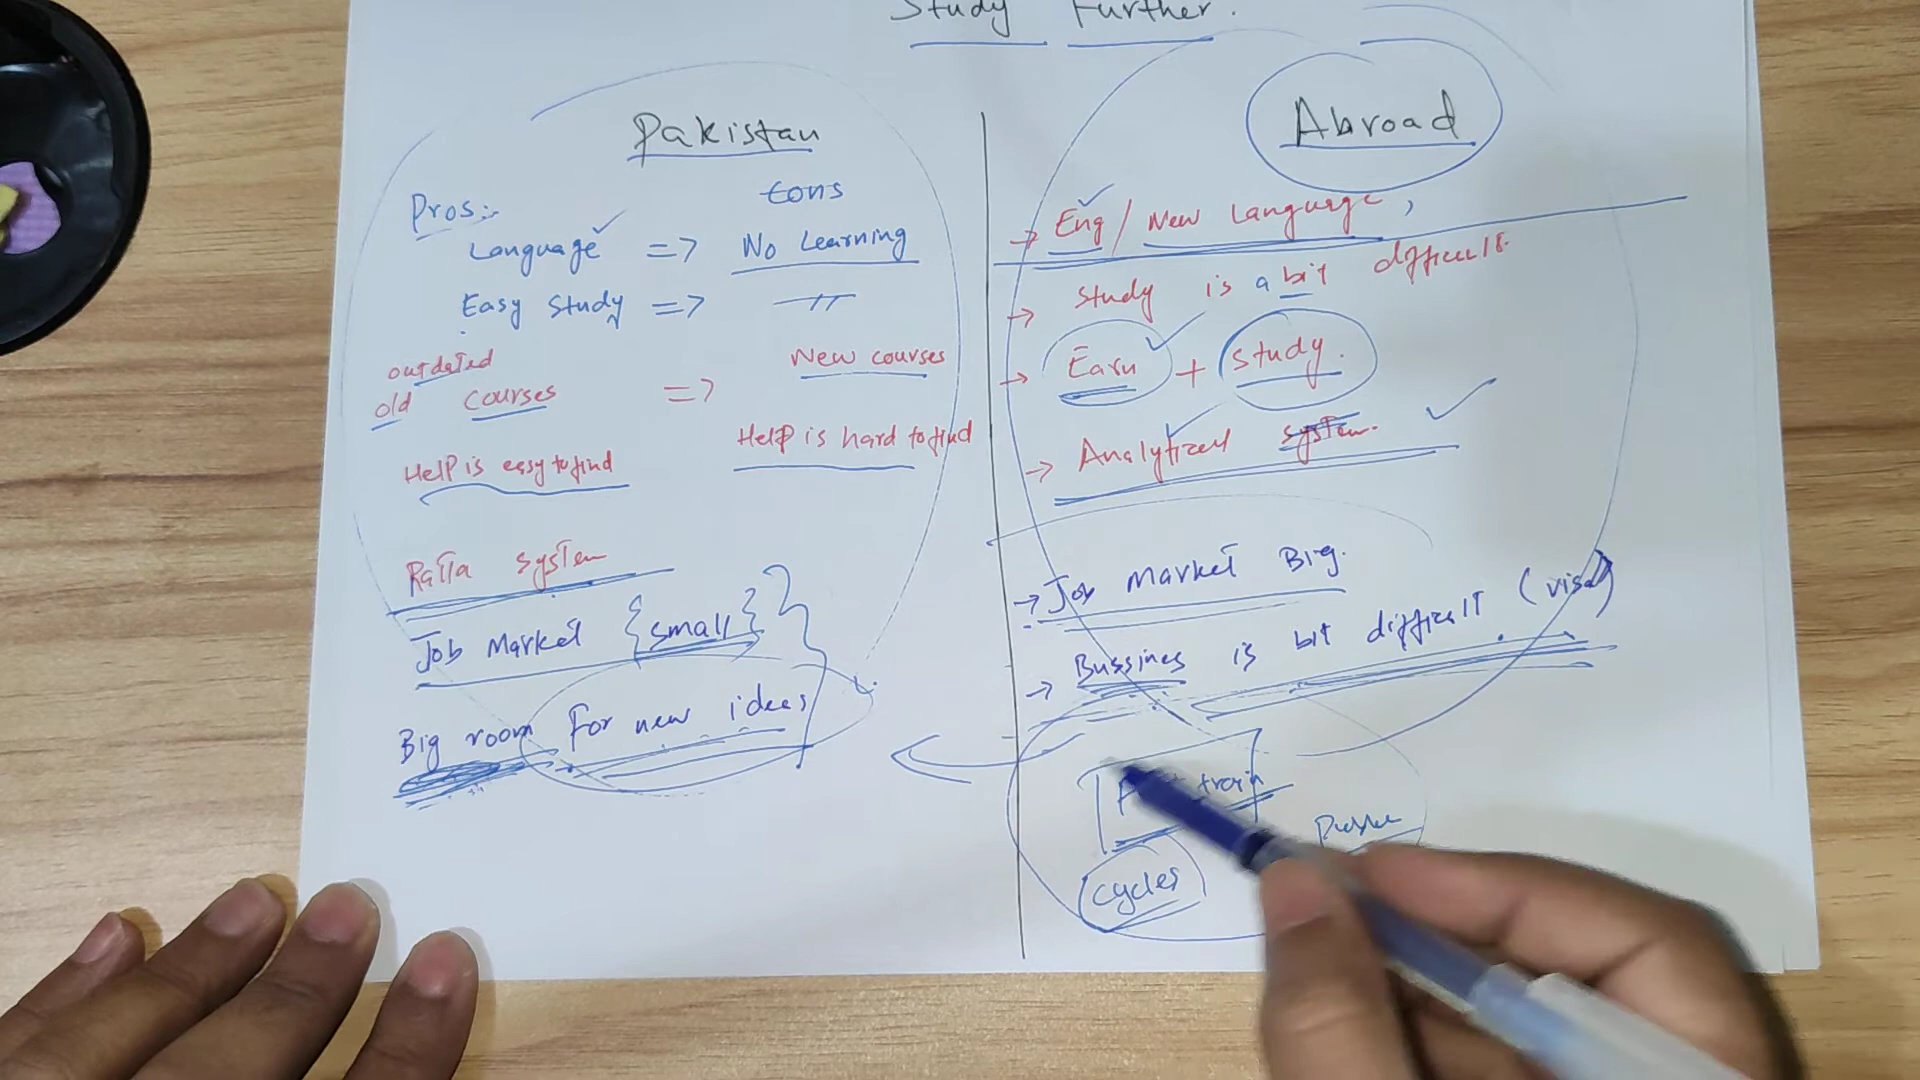 Study Further.
Pakistan
Pros:-
Cons
Language => No Learning
Easy Study => -//-
outdated
old courses => New courses
Help is easy to find
Help is hard to find
Ratta system
Job Market {small}
Big room for new ideas
Abroad
→ Eng / New Language,
→ Study is a bit difficult.
→ Earn + Study.
→ Analytical system.
→ Job Market Big.
→ Bussines is bit difficult (visa)
train
cycles